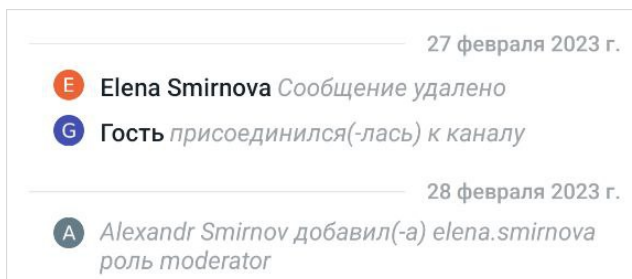 27 февраля 2023 г.
E Elena Smirnova Сообщение удалено
G Гость присоединился(-лась) к каналу
28 февраля 2023 г.
A Alexandr Smirnov добавил(-а) elena.smirnova
роль moderator